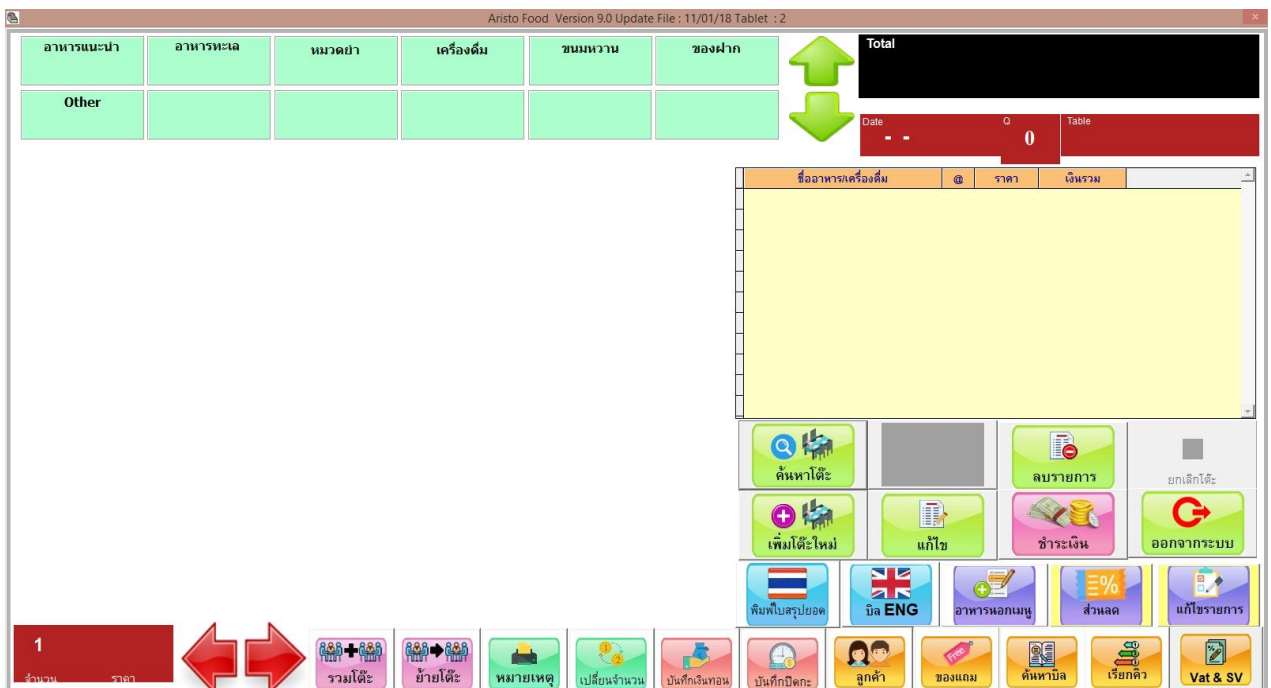 Aristo Food Version 9.0 Update File : 11/01/18 Tablet : 2
อาหารแนะนำ อาหารทะเล หมวดยำ เครื่องดื่ม ขนมหวาน ของฝาก
Other
Total
Date Q Table
- - 0
ชื่ออาหาร/เครื่องดื่ม @ ราคา เงินรวม
ค้นหาโต๊ะ ลบรายการ ยกเลิกโต๊ะ
เพิ่มโต๊ะใหม่ แก้ไข ชำระเงิน ออกจากระบบ
พิมพ์ใบสรุปยอด บิล ENG อาหารนอกเมนู ส่วนลด แก้ไขรายการ
1
จำนวน ราคา
รวมโต๊ะ ย้ายโต๊ะ หมายเหตุ เปลี่ยนจำนวน บันทึกเงินทอน บันทึกปิดกะ ลูกค้า Free ของแถม ค้นหาบิล เรียกคิว Vat & SV